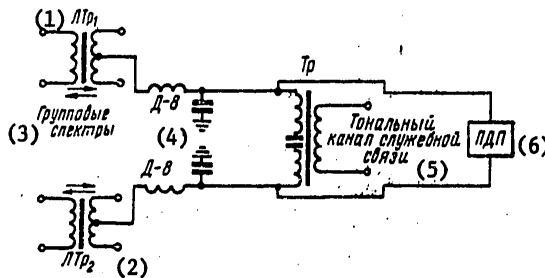 (1) ЛТр1
Тр
Д-8
(3) Групповые
спектры
(4)
Тональный
канал служебной
связи
(5)
ПДП (6)
Д-8
ЛТр2 (2)